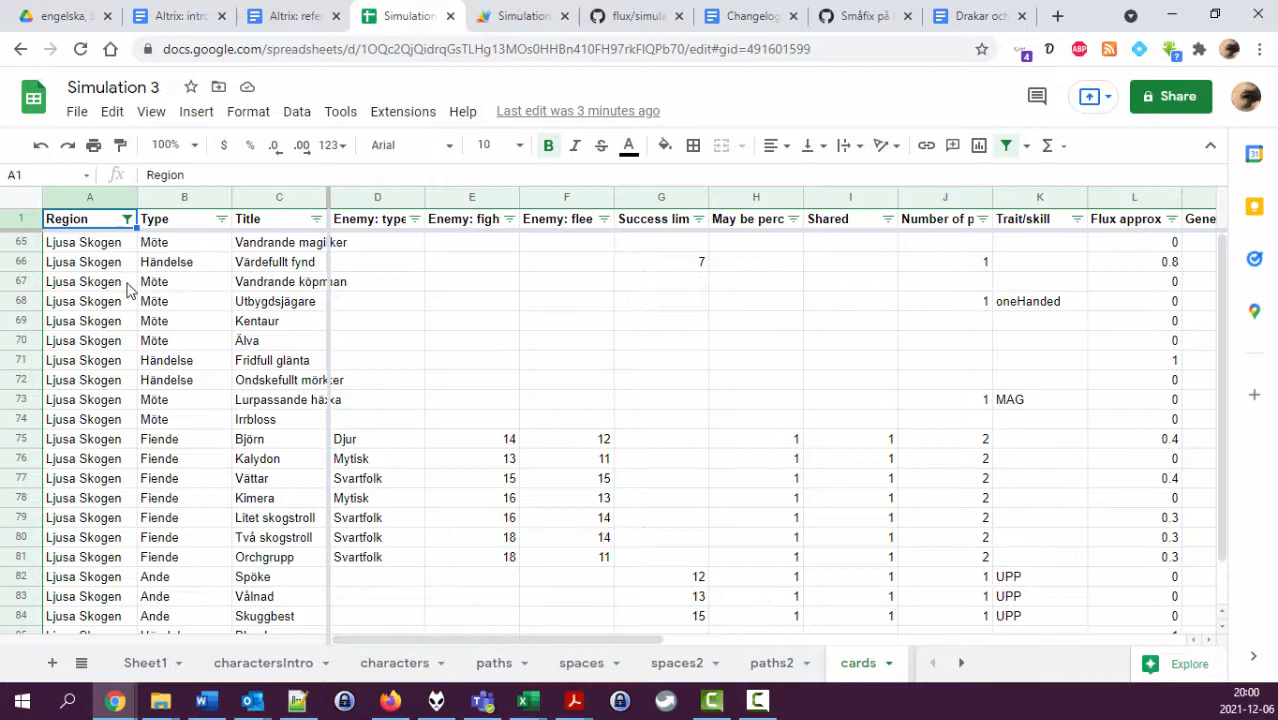 engelska, b
Altrix: intro
Altrix: refe
Simulation
Simulation
flux/simula
Changelog
Småfix på
Drakar och
docs.google.com/spreadsheets/d/1OQc2QjQidrqGsTLHg13MOs0HHBn410FH97rkFlQPb70/edit#gid=491601599
4
ABP
?
Simulation 3
File Edit View Insert Format Data Tools Extensions Help Last edit was 3 minutes ago
Share
100% $ % .0 .00 123 Arial 10 B I S A
A1 fx Region
A B C D E F G H I J K L
1 Region Type Title Enemy: type Enemy: figh Enemy: flee Success lim May be perc Shared Number of p Trait/skill Flux approx Gene
65 Ljusa Skogen Möte Vandrande magiker 0
66 Ljusa Skogen Händelse Värdefullt fynd 7 1 0.8
67 Ljusa Skogen Möte Vandrande köpman 0
68 Ljusa Skogen Möte Utbygdsjägare 1 oneHanded 0
69 Ljusa Skogen Möte Kentaur 0
70 Ljusa Skogen Möte Älva 0
71 Ljusa Skogen Händelse Fridfull glänta 1
72 Ljusa Skogen Händelse Ondskefullt mörker 0
73 Ljusa Skogen Möte Lurpassande häxa 1 MAG 0
74 Ljusa Skogen Möte Irrbloss 0
75 Ljusa Skogen Fiende Björn Djur 14 12 1 1 2 0.4
76 Ljusa Skogen Fiende Kalydon Mytisk 13 11 1 1 2 0
77 Ljusa Skogen Fiende Vättar Svartfolk 15 15 1 1 2 0.4
78 Ljusa Skogen Fiende Kimera Mytisk 16 13 1 1 2 0
79 Ljusa Skogen Fiende Litet skogstroll Svartfolk 16 14 1 1 2 0.3
80 Ljusa Skogen Fiende Två skogstroll Svartfolk 18 14 1 1 2 0.3
81 Ljusa Skogen Fiende Orchgrupp Svartfolk 18 11 1 1 2 0.3
82 Ljusa Skogen Ande Spöke 12 1 1 1 UPP 0
83 Ljusa Skogen Ande Vålnad 13 1 1 1 UPP 0
84 Ljusa Skogen Ande Skuggbest 15 1 1 1 UPP 0
Sheet1 charactersIntro characters paths spaces spaces2 paths2 cards Explore
20:00
2021-12-06